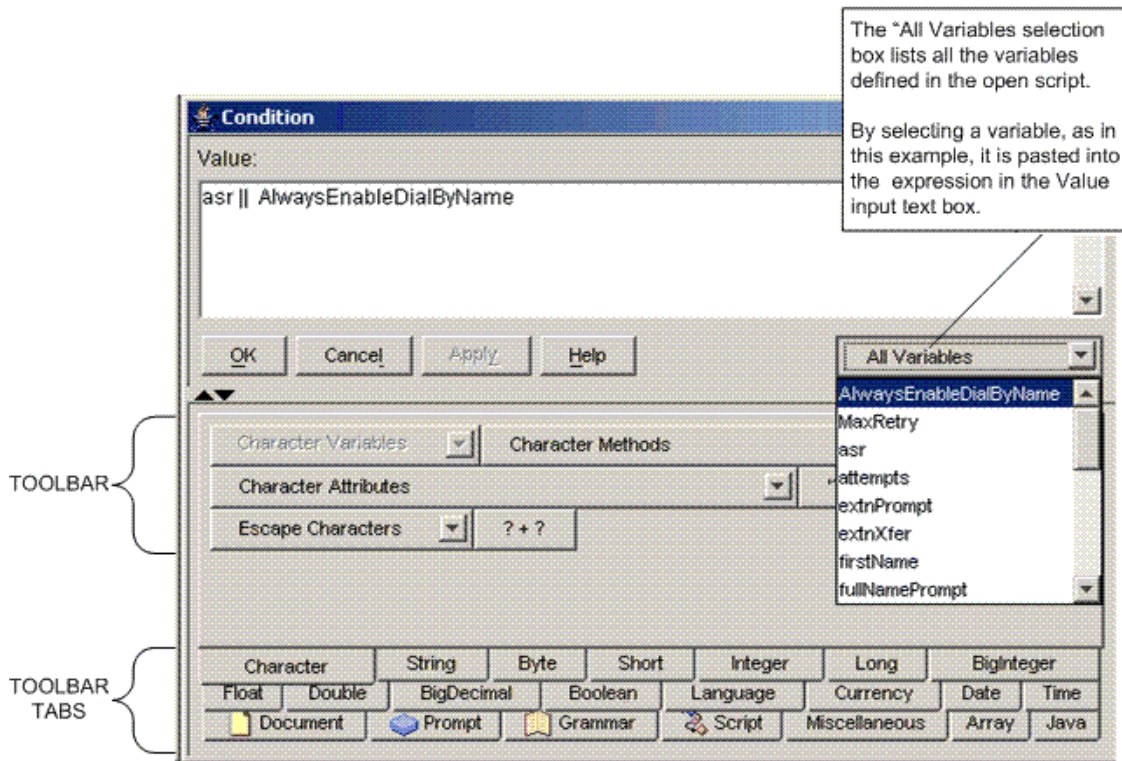 The “All Variables selection
box lists all the variables
defined in the open script.
By selecting a variable, as in
this example, it is pasted into
the expression in the Value
input text box.
Condition
Value:
asr || AlwaysEnableDialByName
OK Cancel Apply Help All Variables
AlwaysEnableDialByName
MaxRetry
asr
attempts
extnPrompt
extnXfer
firstName
fullNamePrompt
TOOLBAR
Character Variables Character Methods
Character Attributes
Escape Characters ? + ?
TOOLBAR
TABS
Character String Byte Short Integer Long BigInteger
Float Double BigDecimal Boolean Language Currency Date Time
Document Prompt Grammar Script Miscellaneous Array Java